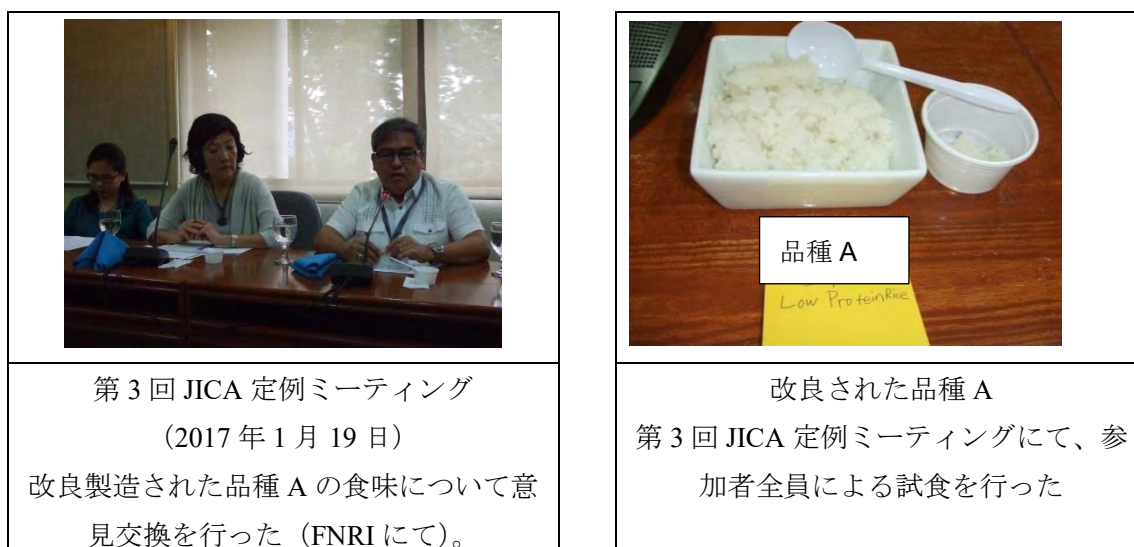 品種 A
Low Protein Rice
第 3 回 JICA 定例ミーティング
（2017 年 1 月 19 日）
改良製造された品種 A の食味について意
見交換を行った（FNRI にて）。
改良された品種 A
第 3 回 JICA 定例ミーティングにて、参
加者全員による試食を行った